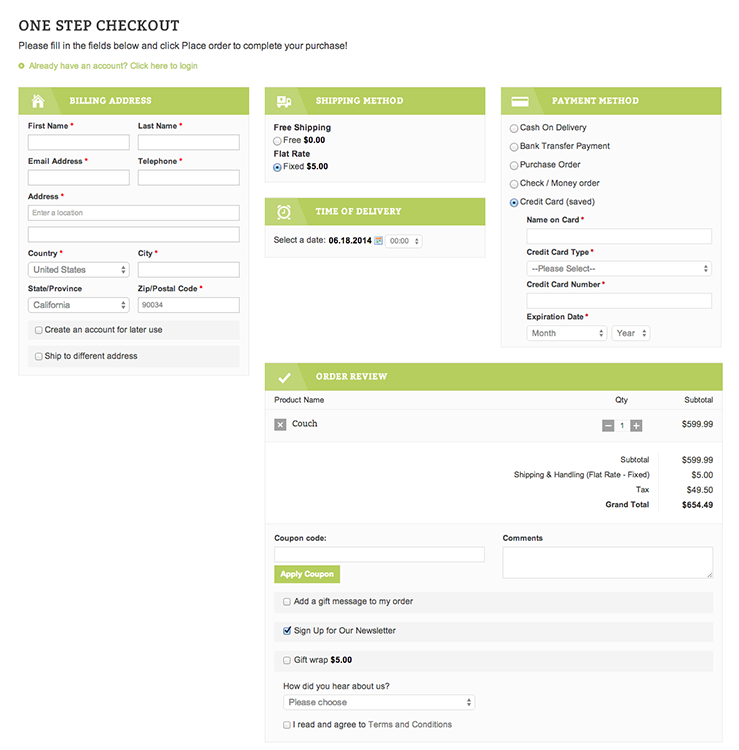 ONE STEP CHECKOUT
Please fill in the fields below and click Place order to complete your purchase!
Already have an account? Click here to login
BILLING ADDRESS
First Name *
Last Name *
Email Address *
Telephone *
Address *
Enter a location
Country *
City *
United States
State/Province
Zip/Postal Code *
California
90034
Create an account for later use
Ship to different address
SHIPPING METHOD
Free Shipping
Free $0.00
Flat Rate
Fixed $5.00
TIME OF DELIVERY
Select a date: 06.18.2014 00:00
PAYMENT METHOD
Cash On Delivery
Bank Transfer Payment
Purchase Order
Check / Money order
Credit Card (saved)
Name on Card *
Credit Card Type *
--Please Select--
Credit Card Number *
Expiration Date *
Month
Year
ORDER REVIEW
Product Name Qty Subtotal
Couch 1 $599.99
Subtotal $599.99
Shipping & Handling (Flat Rate - Fixed) $5.00
Tax $49.50
Grand Total $654.49
Coupon code:
Apply Coupon
Comments
Add a gift message to my order
Sign Up for Our Newsletter
Gift wrap $5.00
How did you hear about us?
Please choose
I read and agree to Terms and Conditions